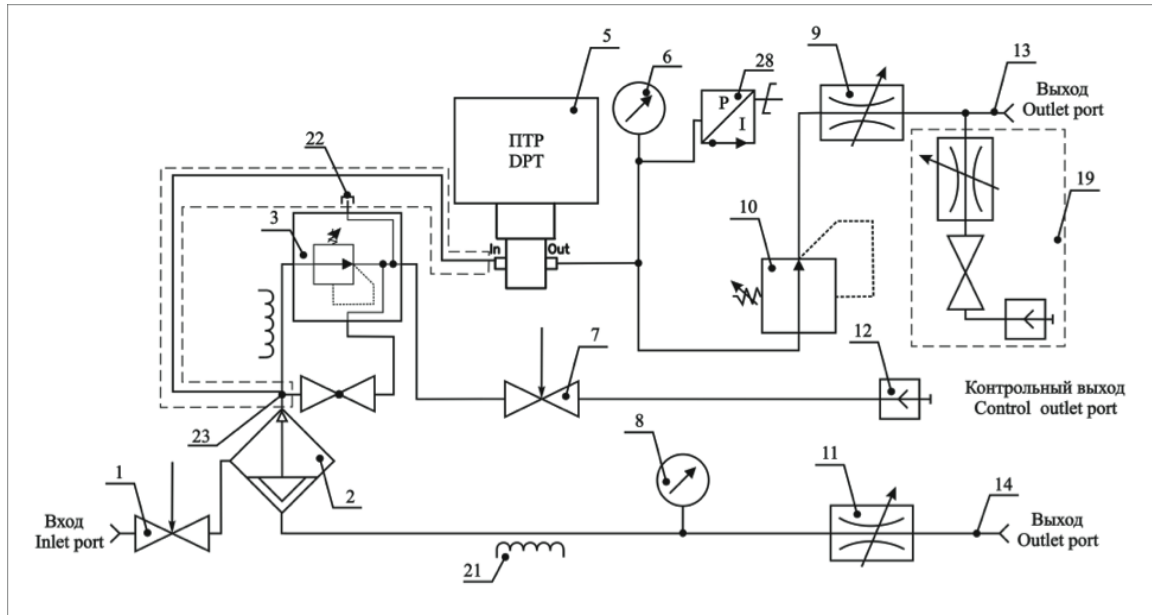 5
6
28
9
13
Выход
Outlet port
P
I
ПТР
DPT
22
3
In
Out
10
19
7
12
Контрольный выход
Control outlet port
23
8
11
14
1
2
Вход
Inlet port
Выход
Outlet port
21